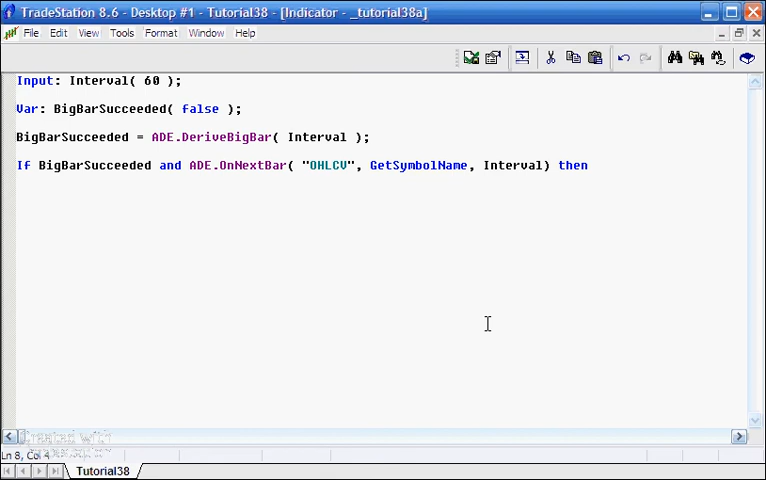 TradeStation 8.6 - Desktop #1 - Tutorial38 - [Indicator - _tutorial38a]
File Edit View Tools Format Window Help
Input: Interval( 60 );
Var: BigBarSucceeded( false );
BigBarSucceeded = ADE.DeriveBigBar( Interval );
If BigBarSucceeded and ADE.OnNextBar( "OHLCV", GetSymbolName, Interval) then
Created with
Ln 8, Col 4
Tutorial38